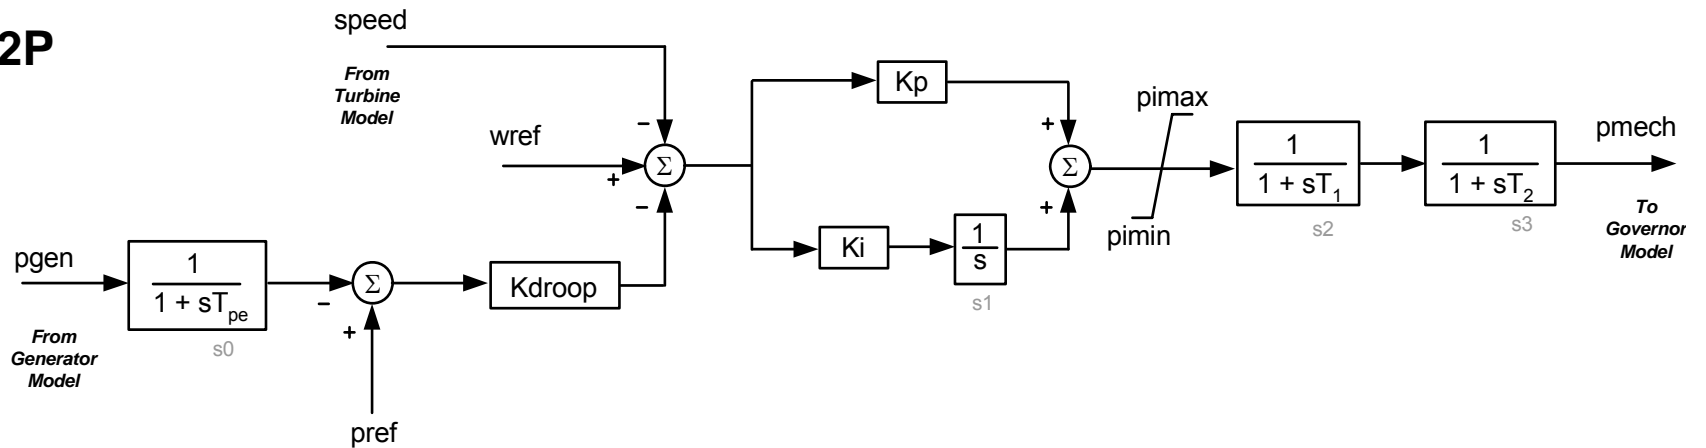 2P
speed
From
Turbine
Model
wref
−
+
−
Σ
Kp
Ki
1
s
s1
+
+
Σ
pimax
pimin
1
1 + sT1
s2
1
1 + sT2
s3
pmech
To
Governor
Model
pgen
From
Generator
Model
1
1 + sTpe
s0
−
+
Σ
pref
Kdroop